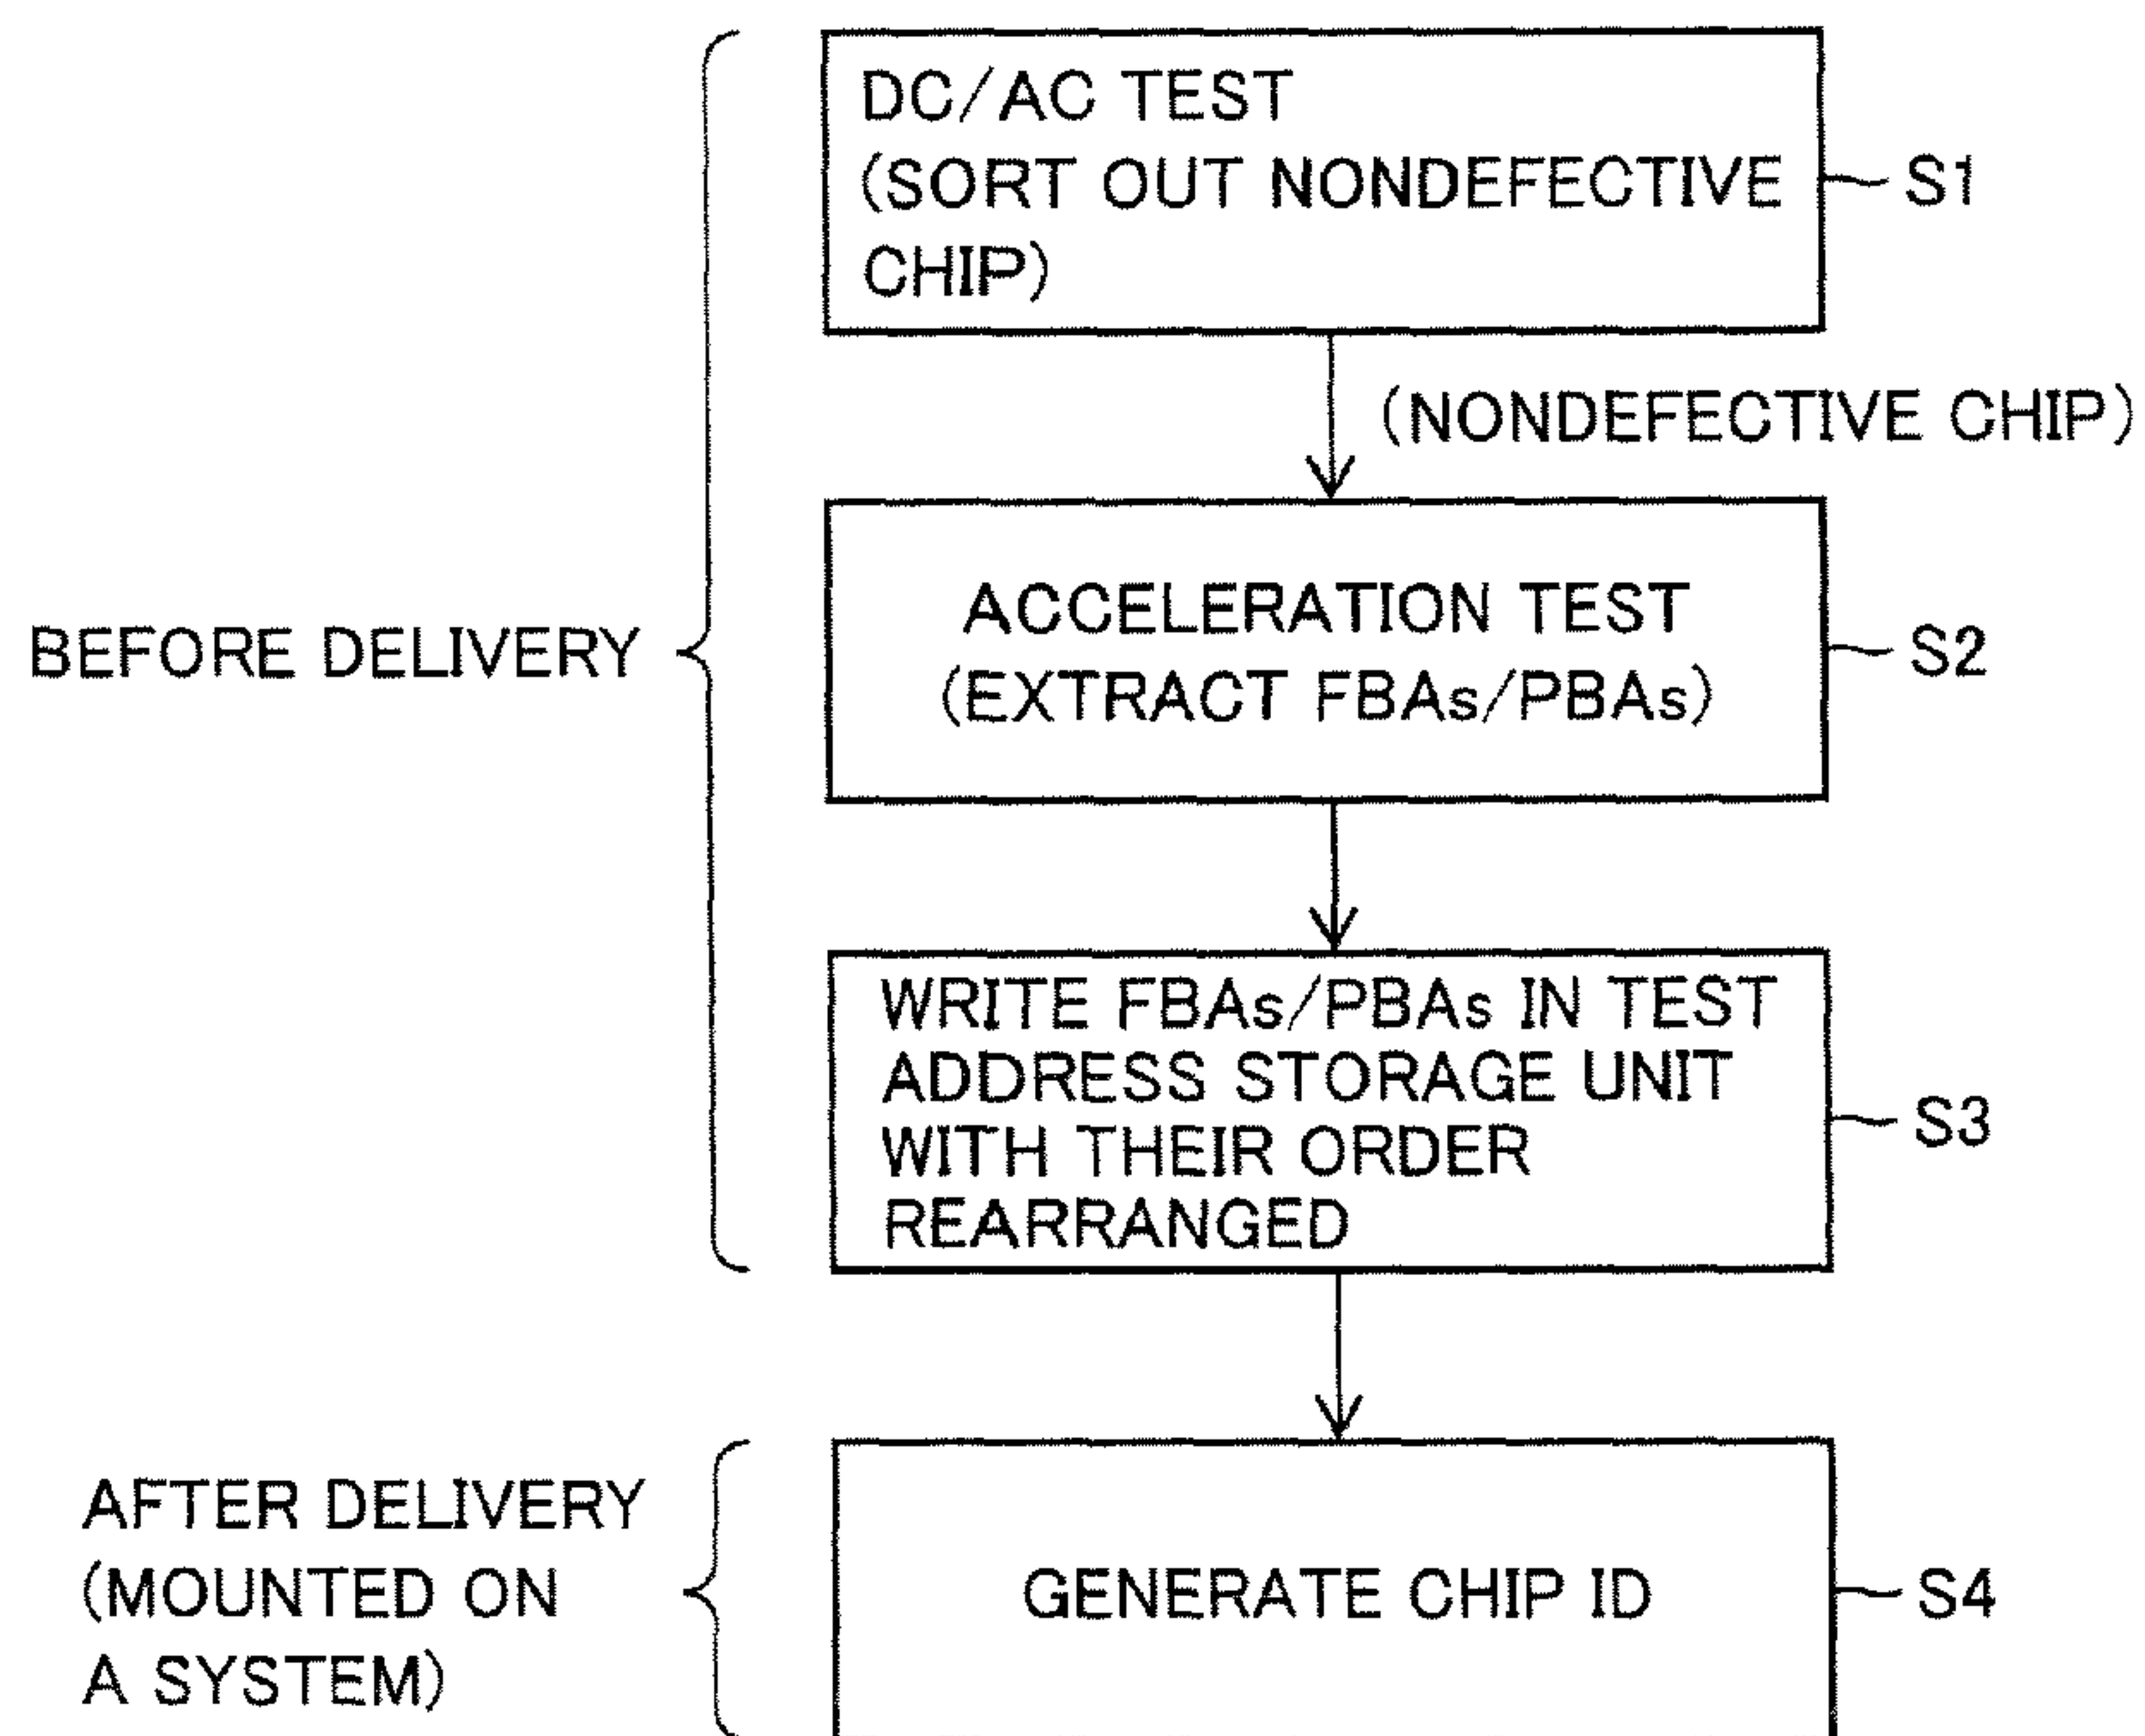 DC/AC TEST
(SORT OUT NONDEFECTIVE
CHIP)
S1
(NONDEFECTIVE CHIP)
BEFORE DELIVERY
ACCELERATION TEST
(EXTRACT FBAs/PBAs)
S2
WRITE FBAs/PBAs IN TEST
ADDRESS STORAGE UNIT
WITH THEIR ORDER
REARRANGED
S3
AFTER DELIVERY
(MOUNTED ON
A SYSTEM)
GENERATE CHIP ID
S4